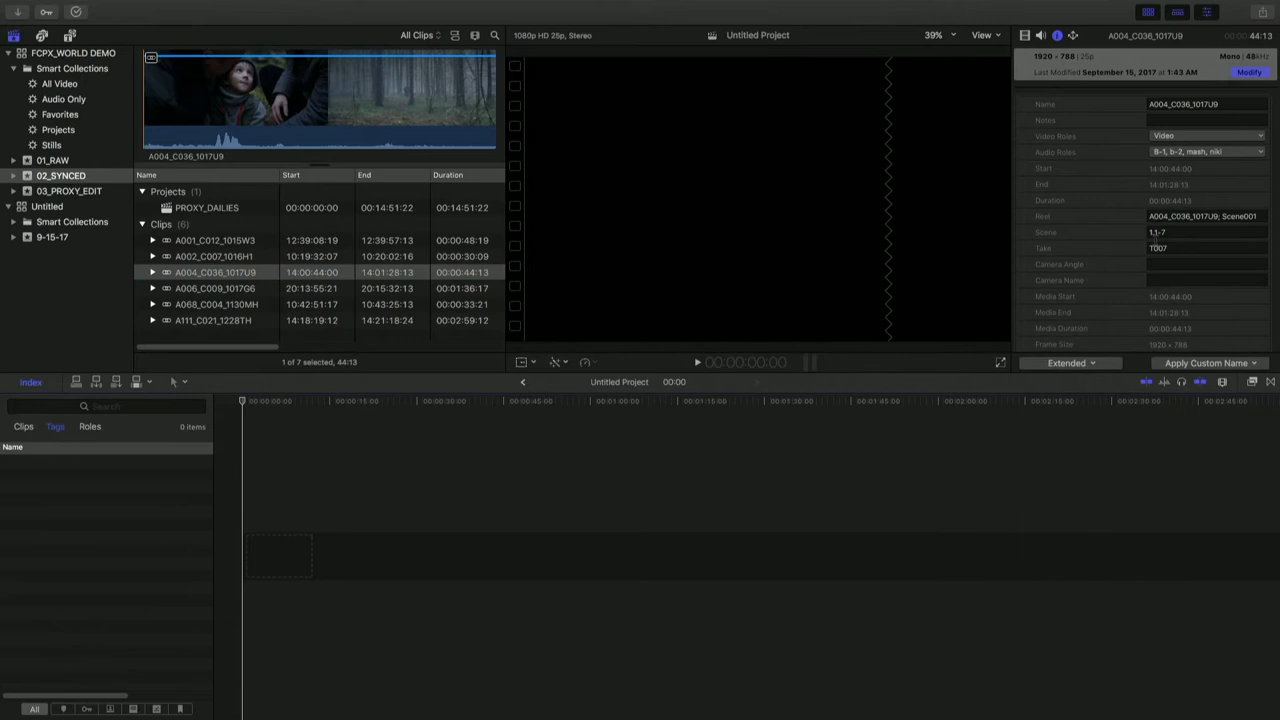 All Clips
1080p HD 25p, Stereo
Untitled Project
39%
View
A004_C036_1017U9
00:00:44:13
FCPX_WORLD DEMO
Smart Collections
All Video
Audio Only
Favorites
Projects
Stills
01_RAW
02_SYNCED
03_PROXY_EDIT
Untitled
Smart Collections
9-15-17
A004_C036_1017U9
Name Start End Duration
Projects (1)
PROXY_DAILIES 00:00:00:00 00:14:51:22 00:14:51:22
Clips (6)
A001_C012_1015W3 12:39:08:19 12:39:57:13 00:00:48:19
A002_C007_1016H1 10:19:32:07 10:20:02:16 00:00:30:09
A004_C036_1017U9 14:00:44:00 14:01:28:13 00:00:44:13
A006_C009_1017G6 20:13:55:21 20:15:32:13 00:01:36:17
A068_C004_1130MH 10:42:51:17 10:43:25:13 00:00:33:21
A111_C021_1228TH 14:18:19:12 14:21:18:24 00:02:59:12
1 of 7 selected, 44:13
00:00:00:00
1920 × 788 | 25p Mono | 48kHz
Last Modified September 15, 2017 at 1:43 AM Modify
Name A004_C036_1017U9
Notes
Video Roles Video
Audio Roles B-1, b-2, mash, niki
Start 14:00:44:00
End 14:01:28:13
Duration 00:00:44:13
Reel A004_C036_1017U9; Scene001
Scene 1.1-7
Take T007
Camera Angle
Camera Name
Media Start 14:00:44:00
Media End 14:01:28:13
Media Duration 00:00:44:13
Frame Size 1920 × 788
Extended Apply Custom Name
Index
Untitled Project 00:00
Search
Clips Tags Roles 0 items
Name
00:00:00:00 00:00:15:00 00:00:30:00 00:00:45:00 00:01:00:00 00:01:15:00 00:01:30:00 00:01:45:00 00:02:00:00 00:02:15:00 00:02:30:00 00:02:45:00
All